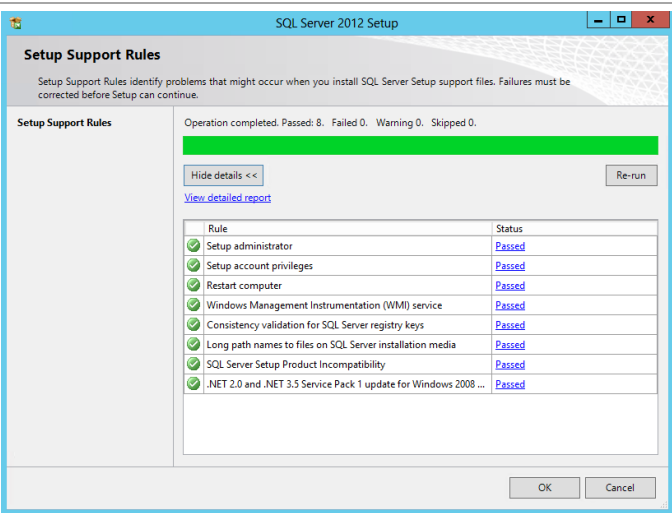 SQL Server 2012 Setup
Setup Support Rules
Setup Support Rules identify problems that might occur when you install SQL Server Setup support files. Failures must be
corrected before Setup can continue.
Setup Support Rules
Operation completed. Passed: 8.   Failed 0.   Warning 0.   Skipped 0.
Hide details <<
Re-run
View detailed report
Rule Status
Setup administrator Passed
Setup account privileges Passed
Restart computer Passed
Windows Management Instrumentation (WMI) service Passed
Consistency validation for SQL Server registry keys Passed
Long path names to files on SQL Server installation media Passed
SQL Server Setup Product Incompatibility Passed
.NET 2.0 and .NET 3.5 Service Pack 1 update for Windows 2008 ... Passed
OK Cancel